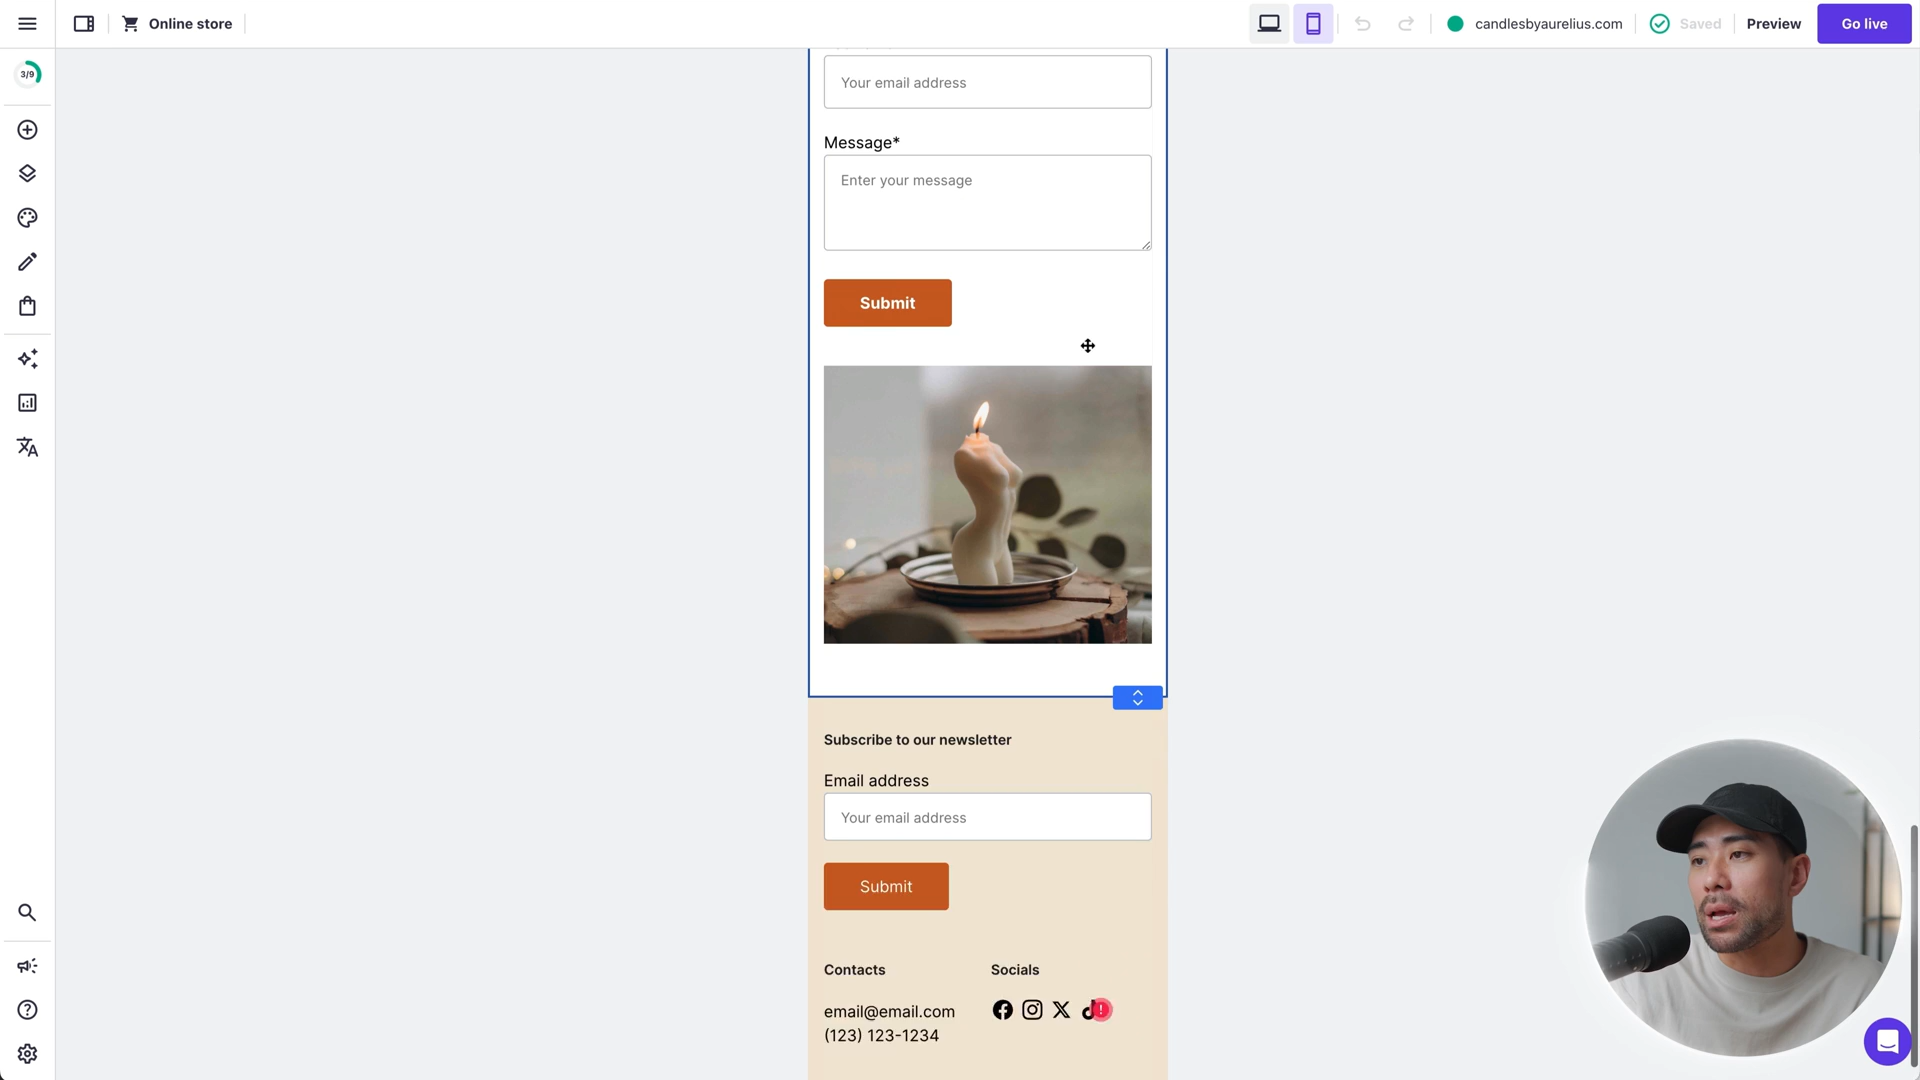 Online store
candlesbyaurelius.com
Saved
Preview
Go live
3/9
Your email address
Message*
Enter your message
Submit
Subscribe to our newsletter
Email address
Your email address
Submit
Contacts
Socials
email@email.com
(123) 123-1234